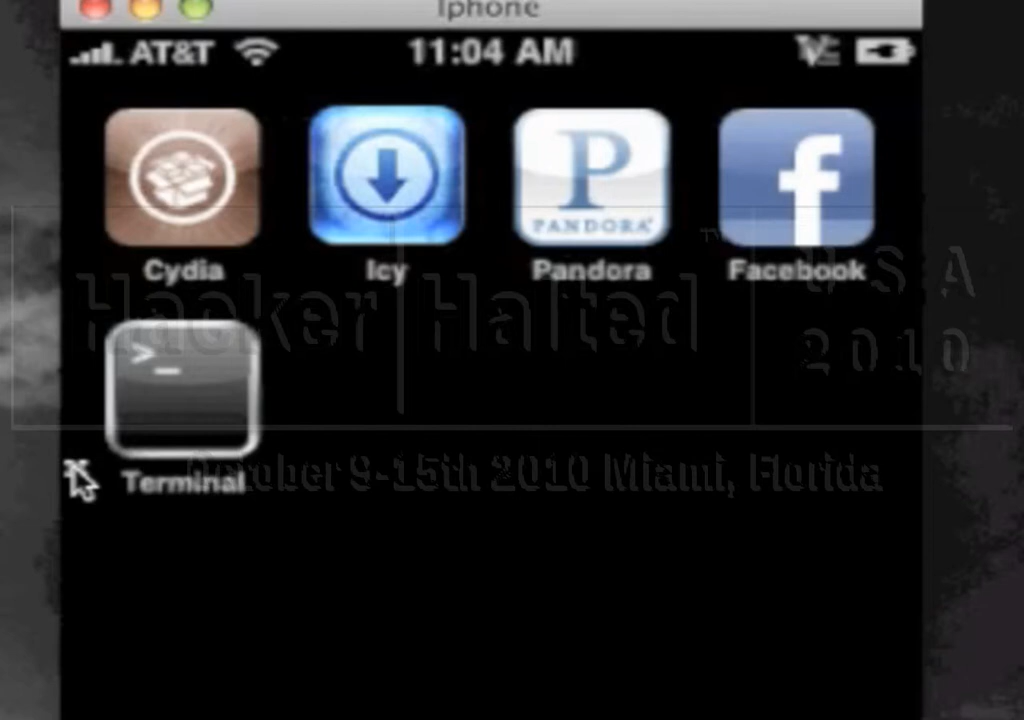 Iphone
AT&T 11:04 AM
P
PANDORA
f
Cydia Icy Pandora Facebook
Hacker Halted USA
2010
>_
Terminal
October 9-15th 2010 Miami, Florida